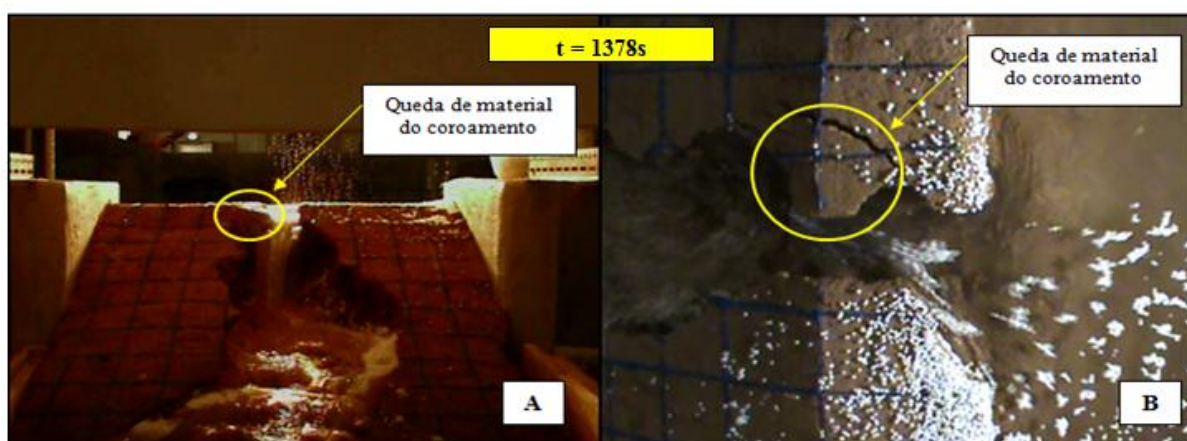 t = 1378s
Queda de material
do coroamento
Queda de material
do coroamento
A
B